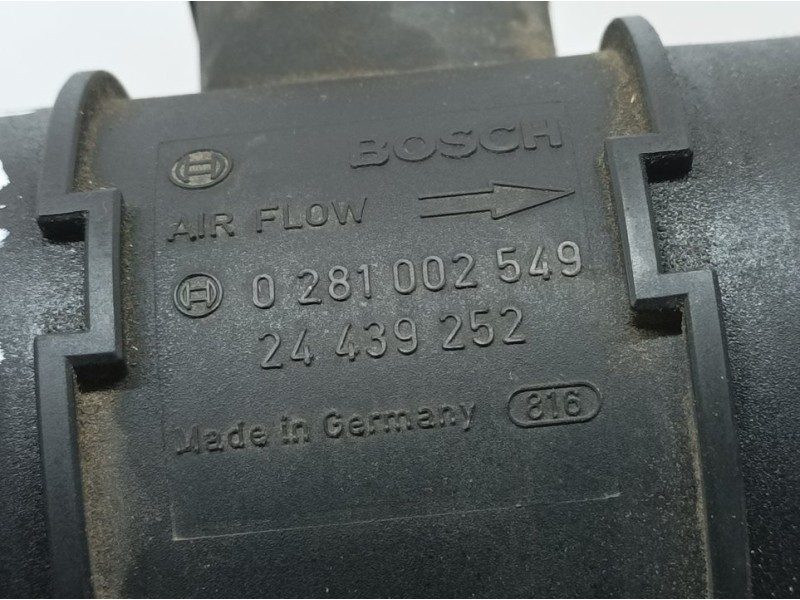 BOSCH
AIR FLOW
0 281 002 549
24 439 252
Made in Germany 816